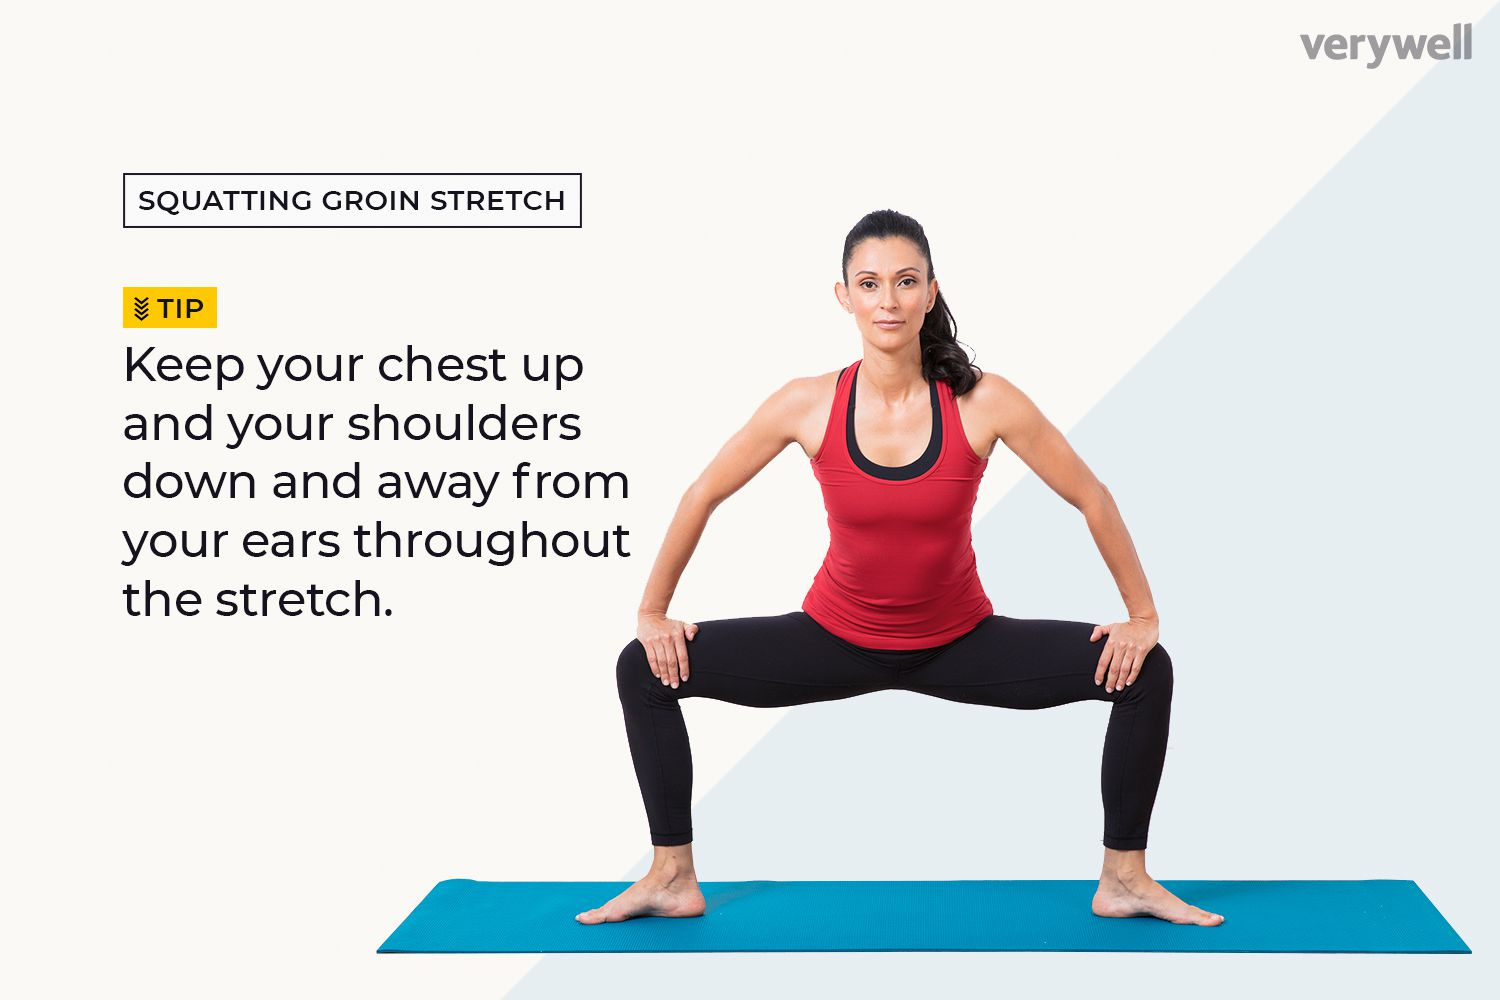 verywell
SQUATTING GROIN STRETCH
TIP
Keep your chest up
and your shoulders
down and away from
your ears throughout
the stretch.